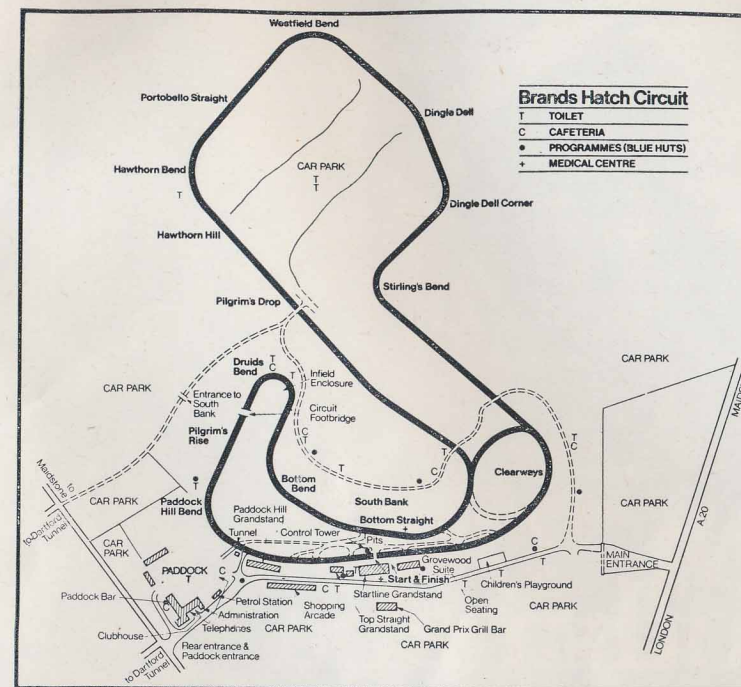 Westfield Bend
Portobello Straight
Dingle Dell
Brands Hatch Circuit
T TOILET
C CAFETERIA
• PROGRAMMES (BLUE HUTS)
+ MEDICAL CENTRE
Hawthorn Bend
T
CAR PARK
T
T
Dingle Dell Corner
Hawthorn Hill
Stirling's Bend
Pilgrim's Drop
CAR PARK
Druids
Bend
T
C
T
Infield
Enclosure
CAR PARK
Entrance to
South
Bank
Circuit
Footbridge
Pilgrim's
Rise
C
T
T
C
T
T
C
Clearways
MAID
A.20
LONDON
Maidstone
to Dartford
Tunnel
CAR PARK
T
Paddock
Hill Bend
Bottom
Bend
South Bank
Bottom Straight
+
CAR PARK
CAR
PARK
Paddock Hill
Grandstand
Tunnel
Control Tower
Pits
Grovewood
Suite
C
MAIN
ENTRANCE
PADDOCK
T
C
+ Start & Finish
Startline Grandstand
T
Children's Playground
T
Paddock Bar
Petrol Station
Administration
Telephones
Clubhouse
C T
Shopping
Arcade
Top Straight
Grandstand
Open
Seating
CAR PARK
CAR PARK
Grand Prix Grill Bar
CAR PARK
Rear entrance &
Paddock entrance
to Dartford
Tunnel